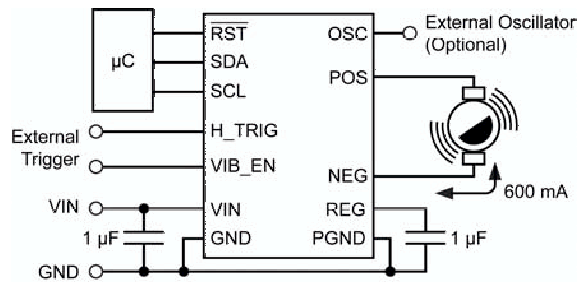 µC
RST
SDA
SCL
H_TRIG
VIB_EN
VIN
GND
OSC
POS
NEG
REG
PGND
External Oscillator
(Optional)
External
Trigger
VIN
1 µF
GND
600 mA
1 µF